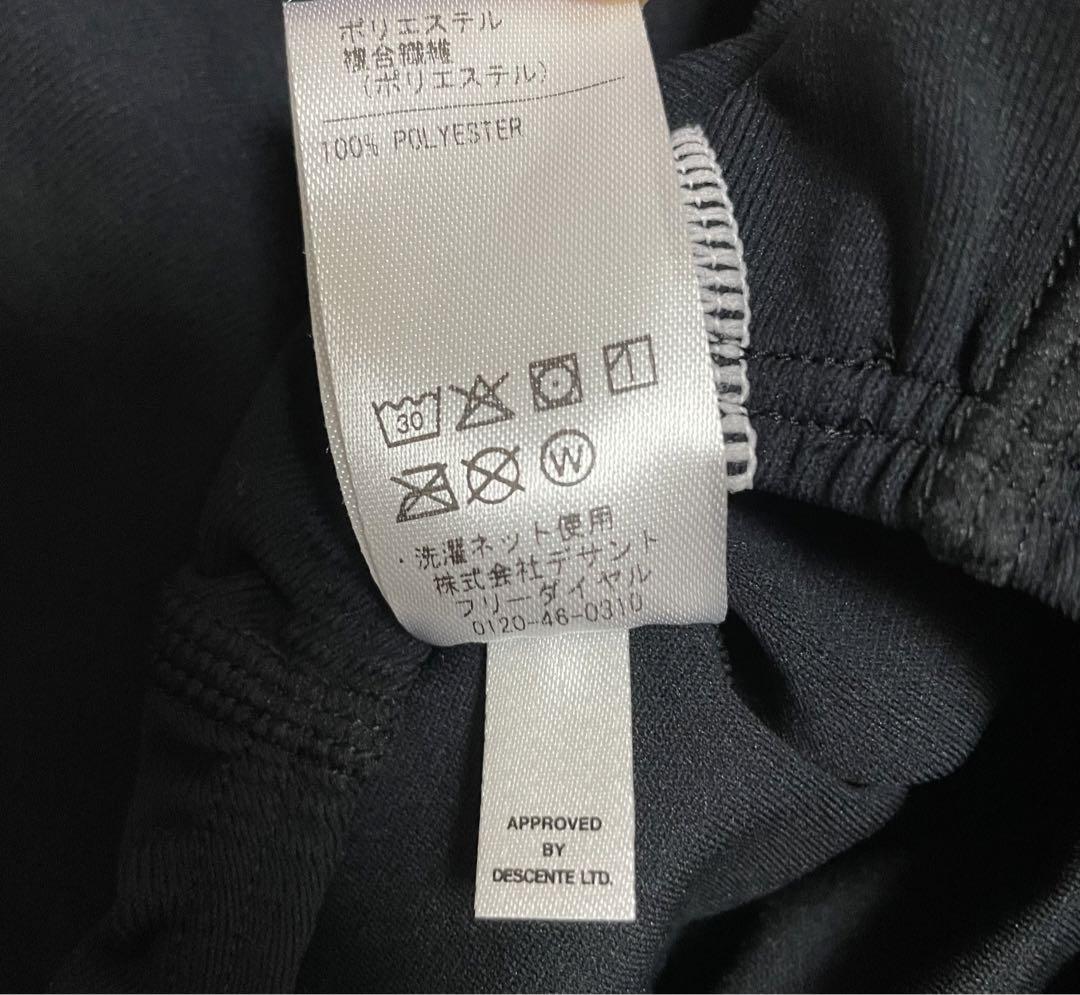 ポリエステル
複合繊維
(ポリエステル)
100% POLYESTER
30
W
・洗濯ネット使用
株式会社デサント
フリーダイヤル
0120-46-0310
APPROVED
BY
DESCENTE LTD.